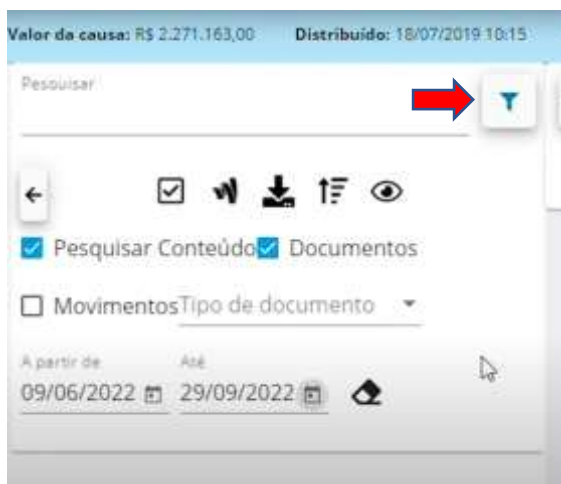 Valor da causa: R$ 2.271.163,00 Distribuído: 18/07/2019 10:15
Pesquisar
Pesquisar Conteúdo Documentos
Movimentos Tipo de documento
A partir de Até
09/06/2022 29/09/2022